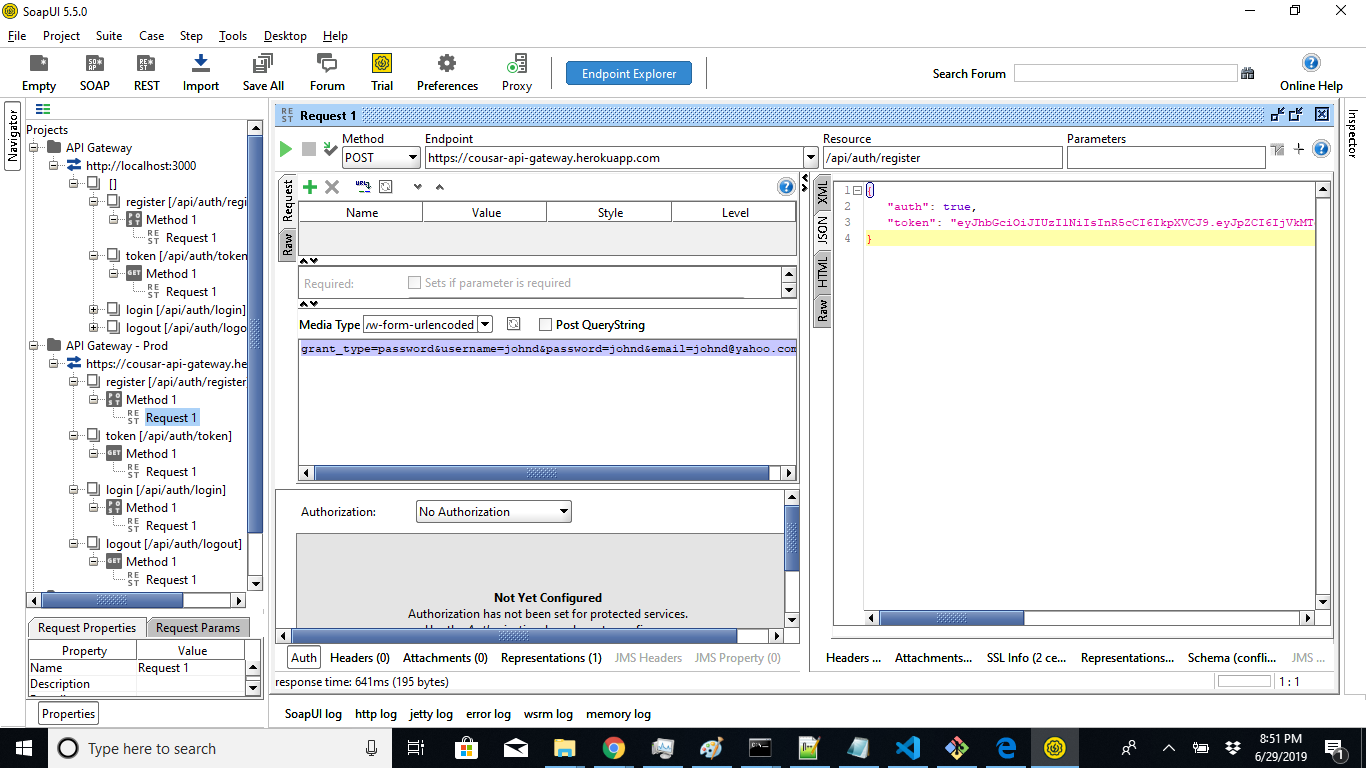 SoapUI 5.5.0
File Project Suite Case Step Tools Desktop Help
Empty SOAP REST Import Save All Forum Trial Preferences Proxy
Endpoint Explorer
Search Forum
Online Help
Navigator
Projects
API Gateway
http://localhost:3000
[]
register [/api/auth/regi
Method 1
Request 1
token [/api/auth/token
Method 1
Request 1
login [/api/auth/login]
logout [/api/auth/logo
API Gateway - Prod
https://cousar-api-gateway.he
register [/api/auth/register
Method 1
Request 1
token [/api/auth/token]
Method 1
Request 1
login [/api/auth/login]
Method 1
Request 1
logout [/api/auth/logout]
Method 1
Request 1
Request Properties Request Params
Property Value
Name Request 1
Description
Properties
Request 1
Method Endpoint Resource Parameters
POST https://cousar-api-gateway.herokuapp.com /api/auth/register
Request
Raw
Name Value Style Level
Required: Sets if parameter is required
Media Type /w-form-urlencoded Post QueryString
grant_type=password&username=johnd&password=johnd&email=johnd@yahoo.com
Authorization: No Authorization
Not Yet Configured
Authorization has not been set for protected services.
Auth Headers (0) Attachments (0) Representations (1) JMS Headers JMS Property (0)
response time: 641ms (195 bytes)
XML
JSON
HTML
Raw
1 {
2 "auth": true,
3 "token": "eyJhbGciOiJIUzI1NiIsInR5cCI6IkpXVCJ9.eyJpZCI6IjVkMT
4 }
Headers ... Attachments... SSL Info (2 ce... Representations... Schema (confli... JMS ...
1 : 1
Inspector
SoapUI log http log jetty log error log wsrm log memory log
Type here to search
8:51 PM
6/29/2019
1